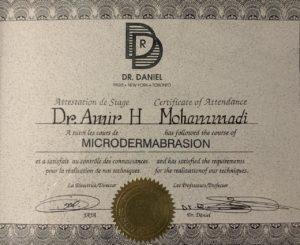 D R D
DR. DANIEL
PARIS • NEW YORK • TORONTO
Attestation de Stage Certificate of Attendance
Dr. Amir H Mohammadi
A suivi les cours de has followed the course of
MICRODERMABRASION
et a satisfait au contrôle des connaissances and has satisfied the requirements
pour la réalisation de nos techniques. for the realization of our techniques.
La Directrice/Director Les Professeurs/Professor
Dr. Daniel